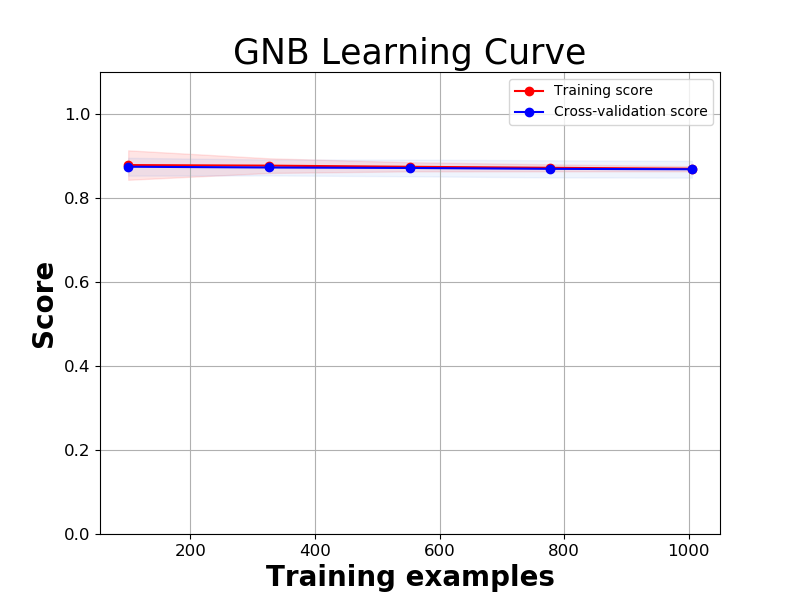 GNB Learning Curve
Training score
Cross-validation score
1.0
0.8
0.6
0.4
0.2
0.0
Score
200 400 600 800 1000
Training examples